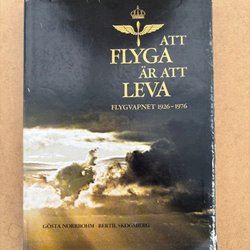 ATT
FLYGA
ÄR ATT
LEVA
FLYGVAPNET 1926–1976
GÖSTA NORRBOHM · BERTIL SKOGSBERG